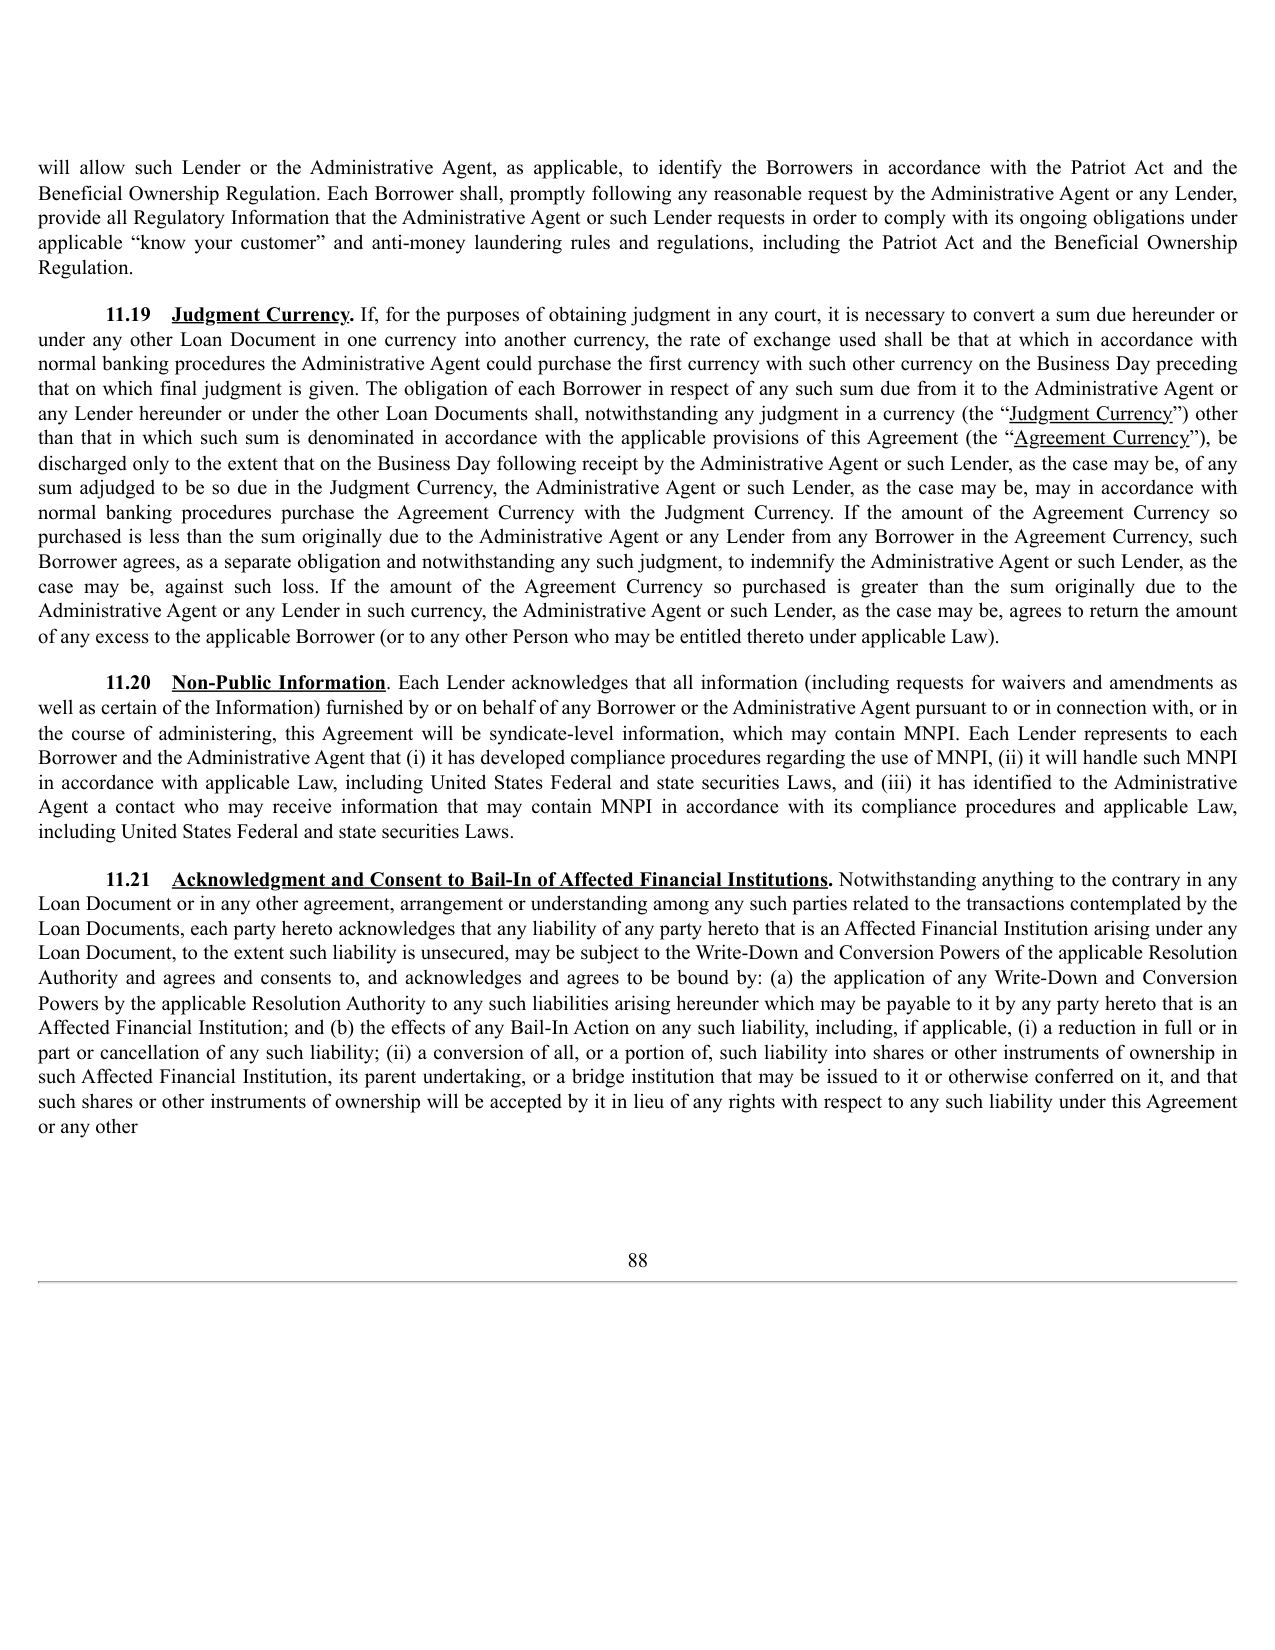 will allow such Lender or the Administrative Agent, as applicable, to identify the Borrowers in accordance with the Patriot Act and the
Beneficial Ownership Regulation. Each Borrower shall, promptly following any reasonable request by the Administrative Agent or any Lender,
provide all Regulatory Information that the Administrative Agent or such Lender requests in order to comply with its ongoing obligations under
applicable “know your customer” and anti-money laundering rules and regulations, including the Patriot Act and the Beneficial Ownership
Regulation.
11.19 Judgment Currency. If, for the purposes of obtaining judgment in any court, it is necessary to convert a sum due hereunder or
under any other Loan Document in one currency into another currency, the rate of exchange used shall be that at which in accordance with
normal banking procedures the Administrative Agent could purchase the first currency with such other currency on the Business Day preceding
that on which final judgment is given. The obligation of each Borrower in respect of any such sum due from it to the Administrative Agent or
any Lender hereunder or under the other Loan Documents shall, notwithstanding any judgment in a currency (the “Judgment Currency”) other
than that in which such sum is denominated in accordance with the applicable provisions of this Agreement (the “Agreement Currency”), be
discharged only to the extent that on the Business Day following receipt by the Administrative Agent or such Lender, as the case may be, of any
sum adjudged to be so due in the Judgment Currency, the Administrative Agent or such Lender, as the case may be, may in accordance with
normal banking procedures purchase the Agreement Currency with the Judgment Currency. If the amount of the Agreement Currency so
purchased is less than the sum originally due to the Administrative Agent or any Lender from any Borrower in the Agreement Currency, such
Borrower agrees, as a separate obligation and notwithstanding any such judgment, to indemnify the Administrative Agent or such Lender, as the
case may be, against such loss. If the amount of the Agreement Currency so purchased is greater than the sum originally due to the
Administrative Agent or any Lender in such currency, the Administrative Agent or such Lender, as the case may be, agrees to return the amount
of any excess to the applicable Borrower (or to any other Person who may be entitled thereto under applicable Law).
11.20 Non-Public Information. Each Lender acknowledges that all information (including requests for waivers and amendments as
well as certain of the Information) furnished by or on behalf of any Borrower or the Administrative Agent pursuant to or in connection with, or in
the course of administering, this Agreement will be syndicate-level information, which may contain MNPI. Each Lender represents to each
Borrower and the Administrative Agent that (i) it has developed compliance procedures regarding the use of MNPI, (ii) it will handle such MNPI
in accordance with applicable Law, including United States Federal and state securities Laws, and (iii) it has identified to the Administrative
Agent a contact who may receive information that may contain MNPI in accordance with its compliance procedures and applicable Law,
including United States Federal and state securities Laws.
11.21 Acknowledgment and Consent to Bail-In of Affected Financial Institutions. Notwithstanding anything to the contrary in any
Loan Document or in any other agreement, arrangement or understanding among any such parties related to the transactions contemplated by the
Loan Documents, each party hereto acknowledges that any liability of any party hereto that is an Affected Financial Institution arising under any
Loan Document, to the extent such liability is unsecured, may be subject to the Write-Down and Conversion Powers of the applicable Resolution
Authority and agrees and consents to, and acknowledges and agrees to be bound by: (a) the application of any Write-Down and Conversion
Powers by the applicable Resolution Authority to any such liabilities arising hereunder which may be payable to it by any party hereto that is an
Affected Financial Institution; and (b) the effects of any Bail-In Action on any such liability, including, if applicable, (i) a reduction in full or in
part or cancellation of any such liability; (ii) a conversion of all, or a portion of, such liability into shares or other instruments of ownership in
such Affected Financial Institution, its parent undertaking, or a bridge institution that may be issued to it or otherwise conferred on it, and that
such shares or other instruments of ownership will be accepted by it in lieu of any rights with respect to any such liability under this Agreement
or any other
88